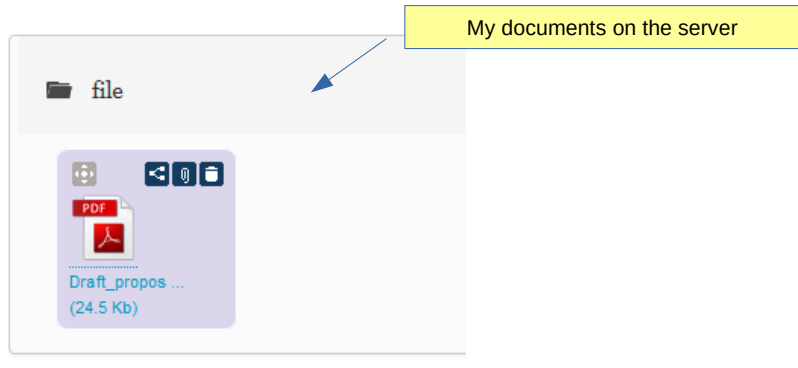 My documents on the server
file
PDF
Draft_propos ...
(24.5 Kb)